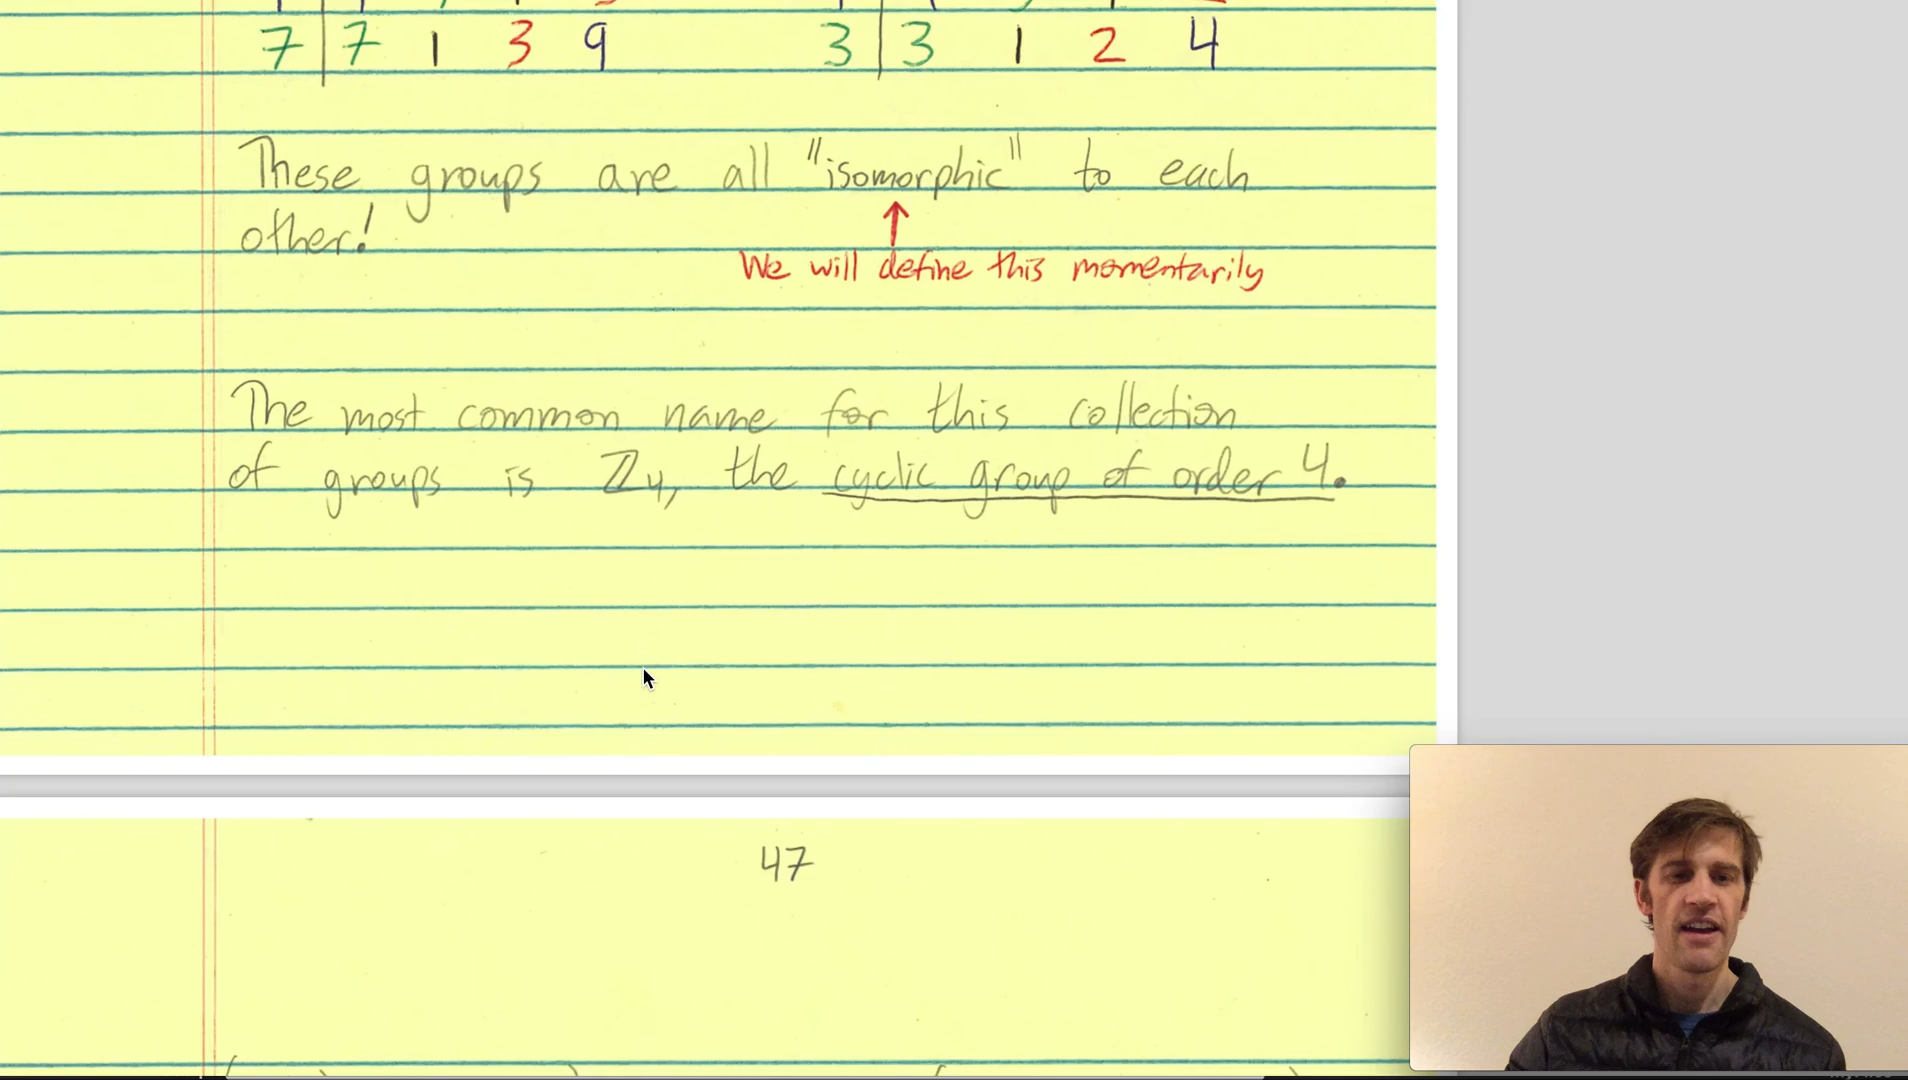 7 | 7 1 3 9 3 | 3 1 2 4
These groups are all "isomorphic" to each
other!
We will define this momentarily
The most common name for this collection
of groups is ℤ₄, the cyclic group of order 4.
47